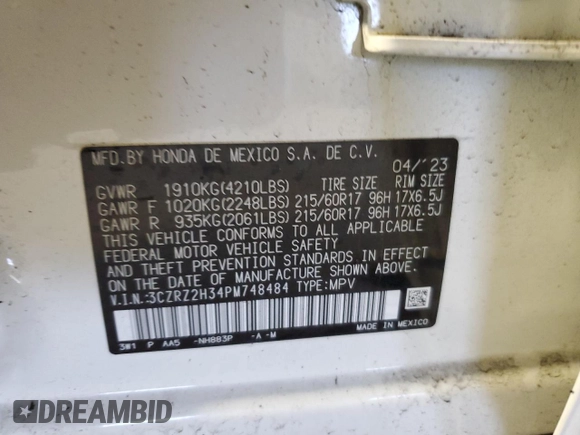 MFD. BY HONDA DE MEXICO S.A. DE C.V.
04/'23
GVWR 1910KG(4210LBS) TIRE SIZE RIM SIZE
GAWR F 1020KG(2248LBS) 215/60R17 96H 17X6.5J
GAWR R 935KG(2061LBS) 215/60R17 96H 17X6.5J
THIS VEHICLE CONFORMS TO ALL APPLICABLE
FEDERAL MOTOR VEHICLE SAFETY
AND THEFT PREVENTION STANDARDS IN EFFECT
ON THE DATE OF MANUFACTURE SHOWN ABOVE.
V.I.N.:3CZRZ2H34PM748484 TYPE:MPV
MADE IN MEXICO
3W1 P AA5 -NH883P -A -M
DREAMBID